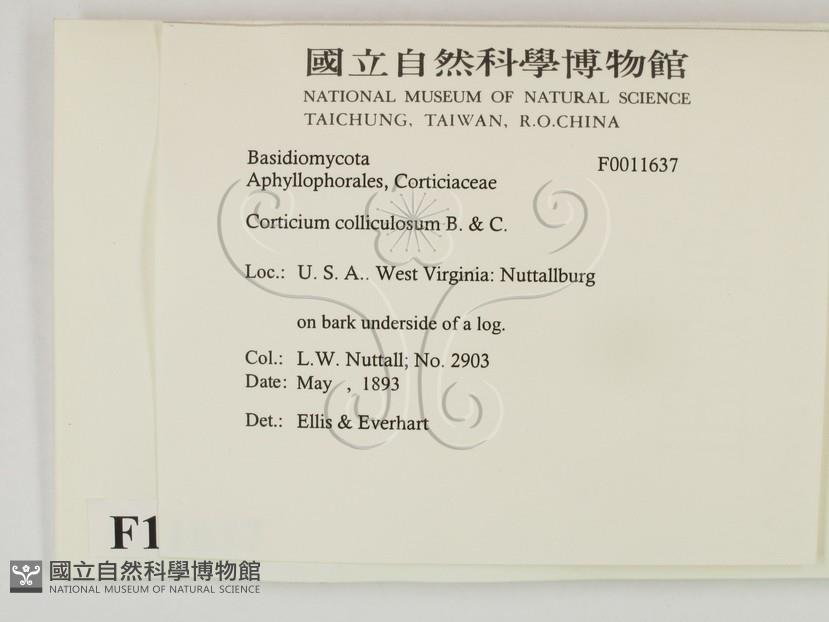 國立自然科學博物館
NATIONAL MUSEUM OF NATURAL SCIENCE
TAICHUNG, TAIWAN, R.O.CHINA
Basidiomycota
F0011637
Aphyllophorales, Corticiaceae
Corticium colliculosum B. & C.
Loc.: U. S. A.. West Virginia: Nuttallburg
on bark underside of a log.
Col.: L.W. Nuttall; No. 2903
Date: May , 1893
Det.: Ellis & Everhart
F1
國立自然科學博物館
NATIONAL MUSEUM OF NATURAL SCIENCE